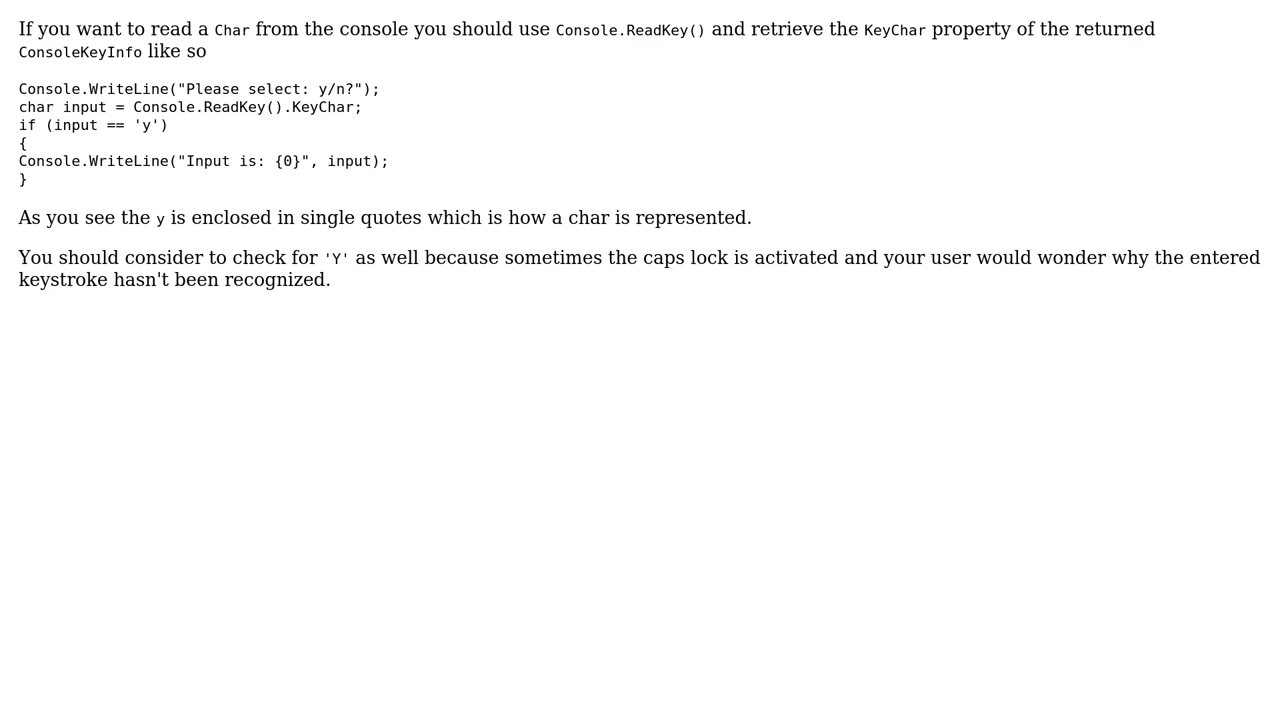 If you want to read a Char from the console you should use Console.ReadKey() and retrieve the KeyChar property of the returned
ConsoleKeyInfo like so
Console.WriteLine("Please select: y/n?");
char input = Console.ReadKey().KeyChar;
if (input == 'y')
{
Console.WriteLine("Input is: {0}", input);
}
As you see the y is enclosed in single quotes which is how a char is represented.
You should consider to check for 'Y' as well because sometimes the caps lock is activated and your user would wonder why the entered
keystroke hasn't been recognized.